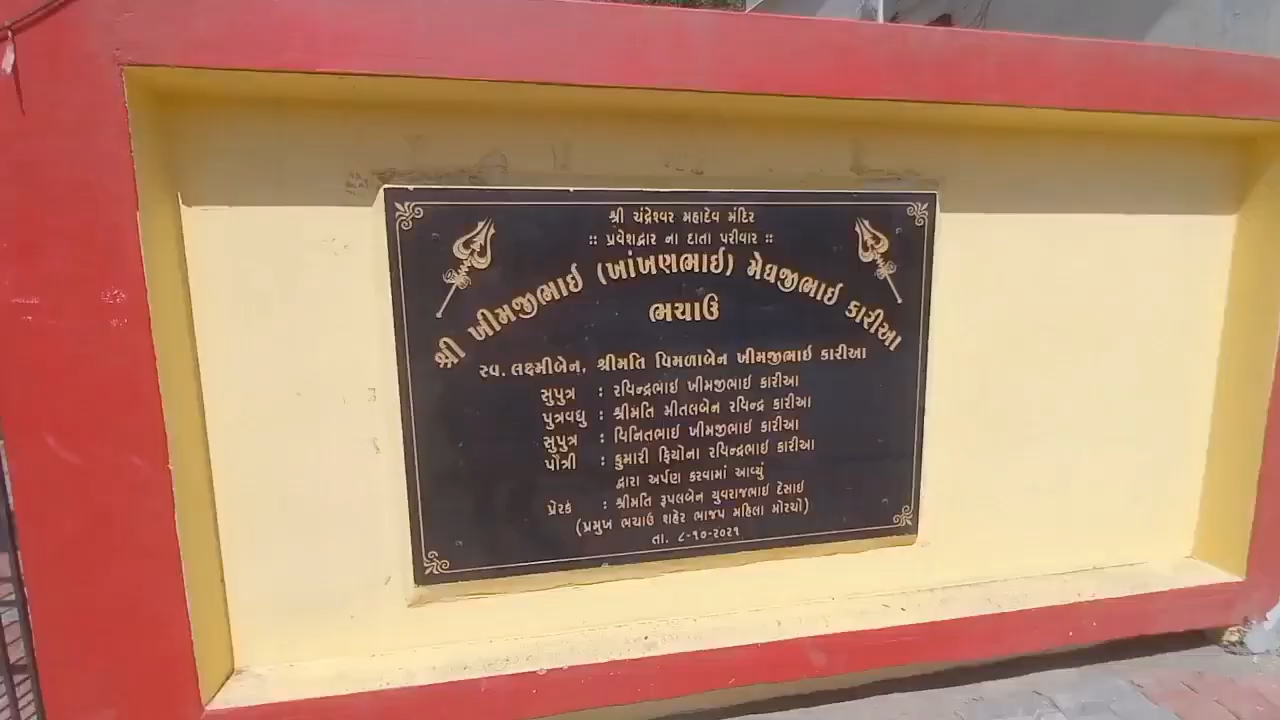 શ્રી ચંદ્રેશ્વર મહાદેવ મંદિર
:: પ્રવેશદ્વાર ના દાતા પરીવાર ::
શ્રી ખીમજીભાઈ (ખાંખણભાઈ) મેઘજીભાઈ કારીઆ
ભચાઉ
સ્વ. લક્ષ્મીબેન, શ્રીમતિ વિમળાબેન ખીમજીભાઈ કારીઆ
સુપુત્ર : રવિન્દ્રભાઈ ખીમજીભાઈ કારીઆ
પુત્રવધુ : શ્રીમતિ મીતલબેન રવિન્દ્ર કારીઆ
સુપુત્ર : વિનિતભાઈ ખીમજીભાઈ કારીઆ
પૌત્રી : કુમારી ફિયોના રવિન્દ્રભાઈ કારીઆ
દ્વારા અર્પણ કરવામાં આવ્યું
પ્રેરક : શ્રીમતિ રૂપલબેન યુવરાજભાઈ દેસાઈ
(પ્રમુખ ભચાઉ શહેર ભાજપ મહિલા મોરચો)
તા. ૮-૧૦-૨૦૨૧